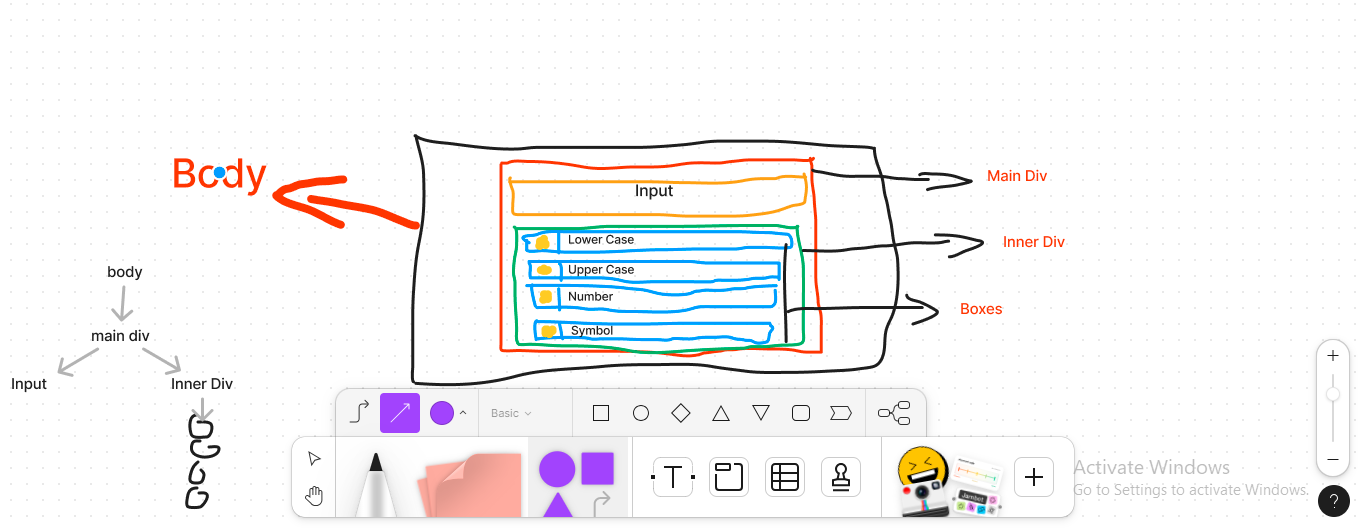 Body
Input
Lower Case
Upper Case
Number
Symbol
Main Div
Inner Div
Boxes
body
main div
Input
Inner Div
Basic
T
Jambot
+
+
−
?
Activate Windows
Go to Settings to activate Windows.